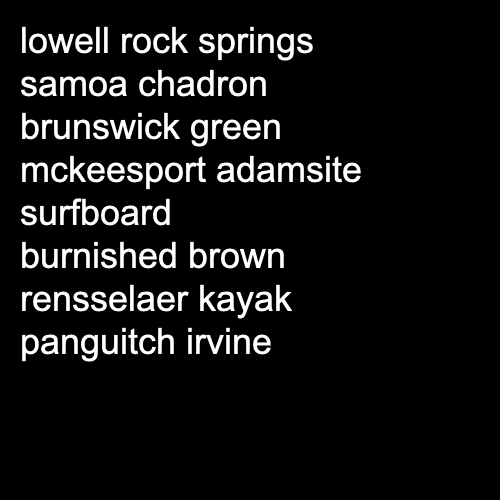 lowell rock springs
samoa chadron
brunswick green
mckeesport adamsite
surfboard
burnished brown
rensselaer kayak
panguitch irvine